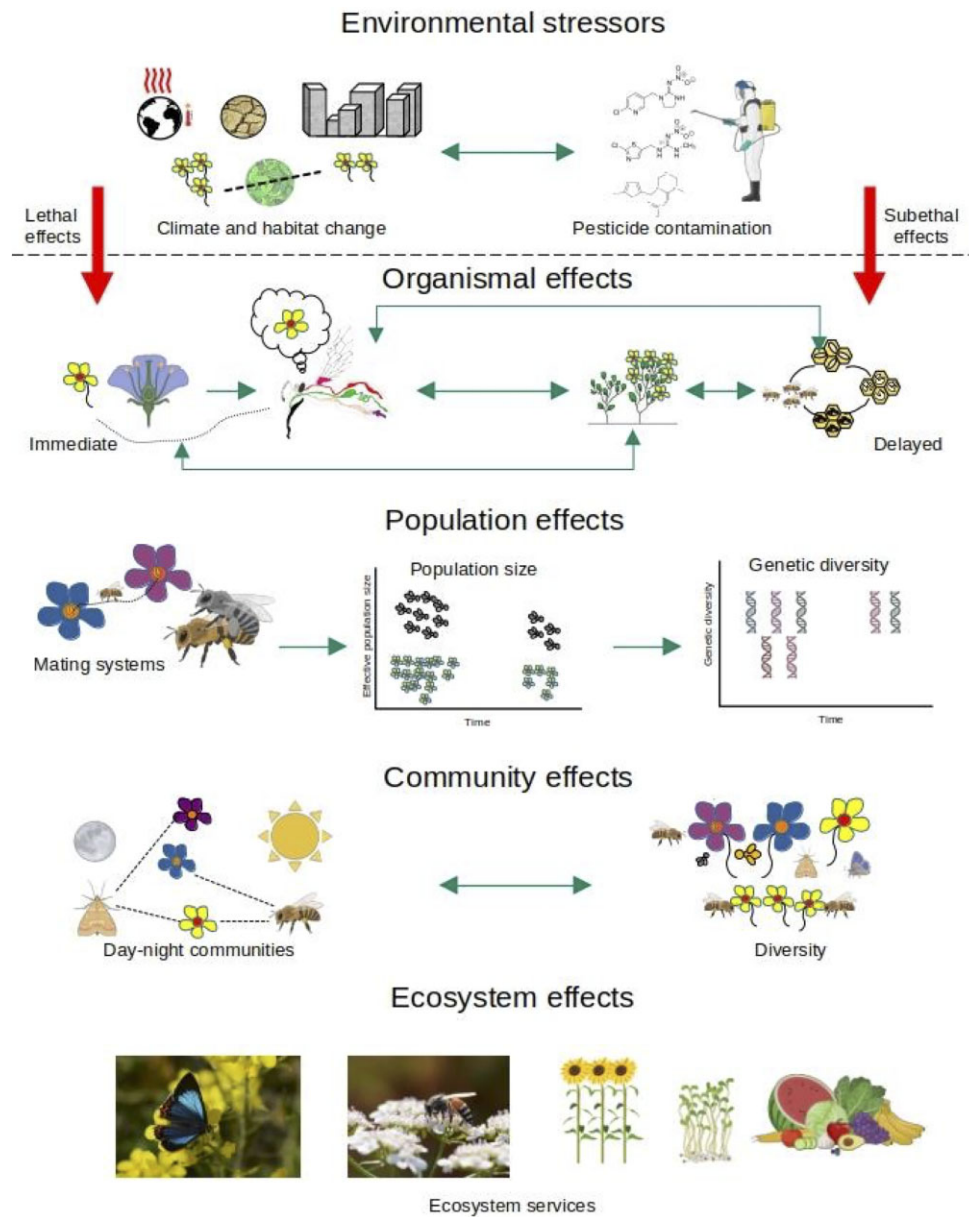 Environmental stressors
Climate and habitat change
Pesticide contamination
Lethal
effects
Subethal
effects
Organismal effects
Immediate
Delayed
Population effects
Mating systems
Population size
Effective population size
Time
Genetic diversity
Genetic diversity
Time
Community effects
Day-night communities
Diversity
Ecosystem effects
Ecosystem services